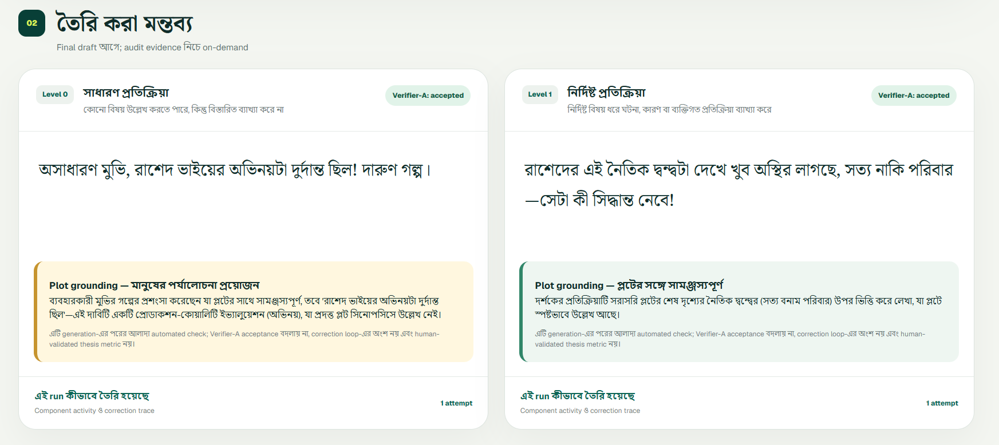 02
তৈরি করা মন্তব্য
Final draft আগে; audit evidence নিচে on-demand
Level 0
সাধারণ প্রতিক্রিয়া
Verifier-A: accepted
কোনো বিষয় উল্লেখ করতে পারে, কিন্তু বিস্তারিত ব্যাখ্যা করে না
অসাধারণ মুভি, রাশেদ ভাইয়ের অভিনয়টা দুর্দান্ত ছিল! দারুণ গল্প।
Plot grounding — মানুষের পর্যালোচনা প্রয়োজন
ব্যবহারকারী মুভির গল্পের প্রশংসা করেছেন যা প্লটের সাথে সামঞ্জস্যপূর্ণ, তবে 'রাশেদ ভাইয়ের অভিনয়টা দুর্দান্ত
ছিল'—এই দাবিটি একটি প্রোডাকশন-কোয়ালিটি ইভ্যালুয়েশন (অভিনয়), যা প্রদত্ত প্লট সিনোপসিসে উল্লেখ নেই।
এটি generation-এর পরের আলাদা automated check; Verifier-A acceptance বদলায় না, correction loop-এর অংশ নয় এবং human-
validated thesis metric নয়।
এই run কীভাবে তৈরি হয়েছে
Component activity ও correction trace
1 attempt
Level 1
নির্দিষ্ট প্রতিক্রিয়া
Verifier-A: accepted
নির্দিষ্ট বিষয় ধরে ঘটনা, কারণ বা ব্যক্তিগত প্রতিক্রিয়া ব্যাখ্যা করে
রাশেদের এই নৈতিক দ্বন্দ্বটা দেখে খুব অস্থির লাগছে, সত্য নাকি পরিবার
—সেটা কী সিদ্ধান্ত নেবে!
Plot grounding — প্লটের সঙ্গে সামঞ্জস্যপূর্ণ
দর্শকের প্রতিক্রিয়াটি সরাসরি প্লটের শেষ দৃশ্যের নৈতিক দ্বন্দ্বের (সত্য বনাম পরিবার) উপর ভিত্তি করে লেখা, যা প্লটে
স্পষ্টভাবে উল্লেখ আছে।
এটি generation-এর পরের আলাদা automated check; Verifier-A acceptance বদলায় না, correction loop-এর অংশ নয় এবং human-
validated thesis metric নয়।
এই run কীভাবে তৈরি হয়েছে
Component activity ও correction trace
1 attempt